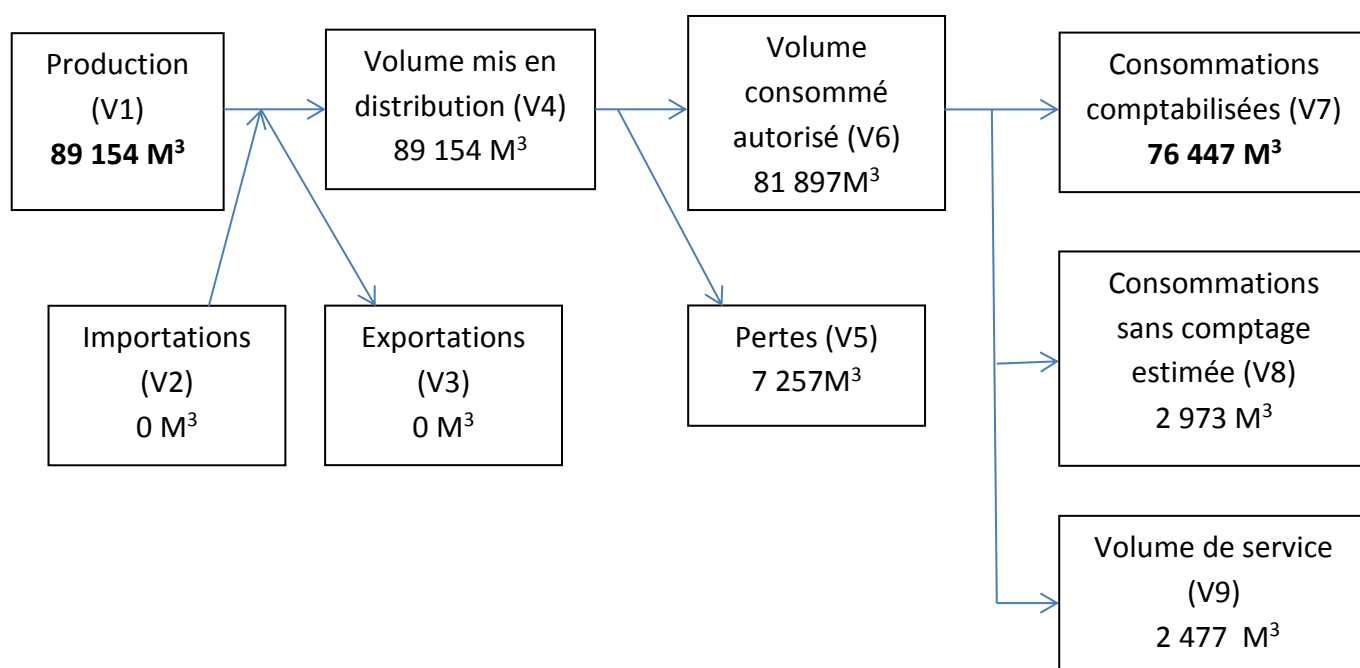 Production
(V1)
89 154 M³
Volume mis en
distribution (V4)
89 154 M³
Volume
consommé
autorisé (V6)
81 897M³
Consommations
comptabilisées (V7)
76 447 M³
Importations
(V2)
0 M³
Exportations
(V3)
0 M³
Pertes (V5)
7 257M³
Consommations
sans comptage
estimée (V8)
2 973 M³
Volume de service
(V9)
2 477 M³